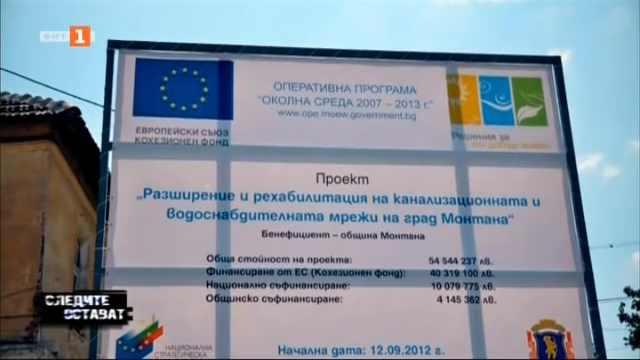 БНТ 1
ОПЕРАТИВНА ПРОГРАМА
"ОКОЛНА СРЕДА 2007 – 2013 г."
www.ope.moew.government.bg
ЕВРОПЕЙСКИ СЪЮЗ
КОХЕЗИОНЕН ФОНД
Решения за
по-добър живот
Проект
„Разширение и рехабилитация на канализационната и
водоснабдителната мрежи на град Монтана“
Бенефициент – община Монтана
Обща стойност на проекта: 54 544 237 лв.
Финансиране от ЕС (Кохезионен фонд): 40 319 100 лв.
Национално съфинансиране: 10 079 775 лв.
Общинско съфинансиране: 4 145 362 лв.
СЛЕДИТЕ
ОСТАВАТ
НАЦИОНАЛНА
СТРАТЕГИЧЕСКА
Начална дата: 12.09.2012 г.